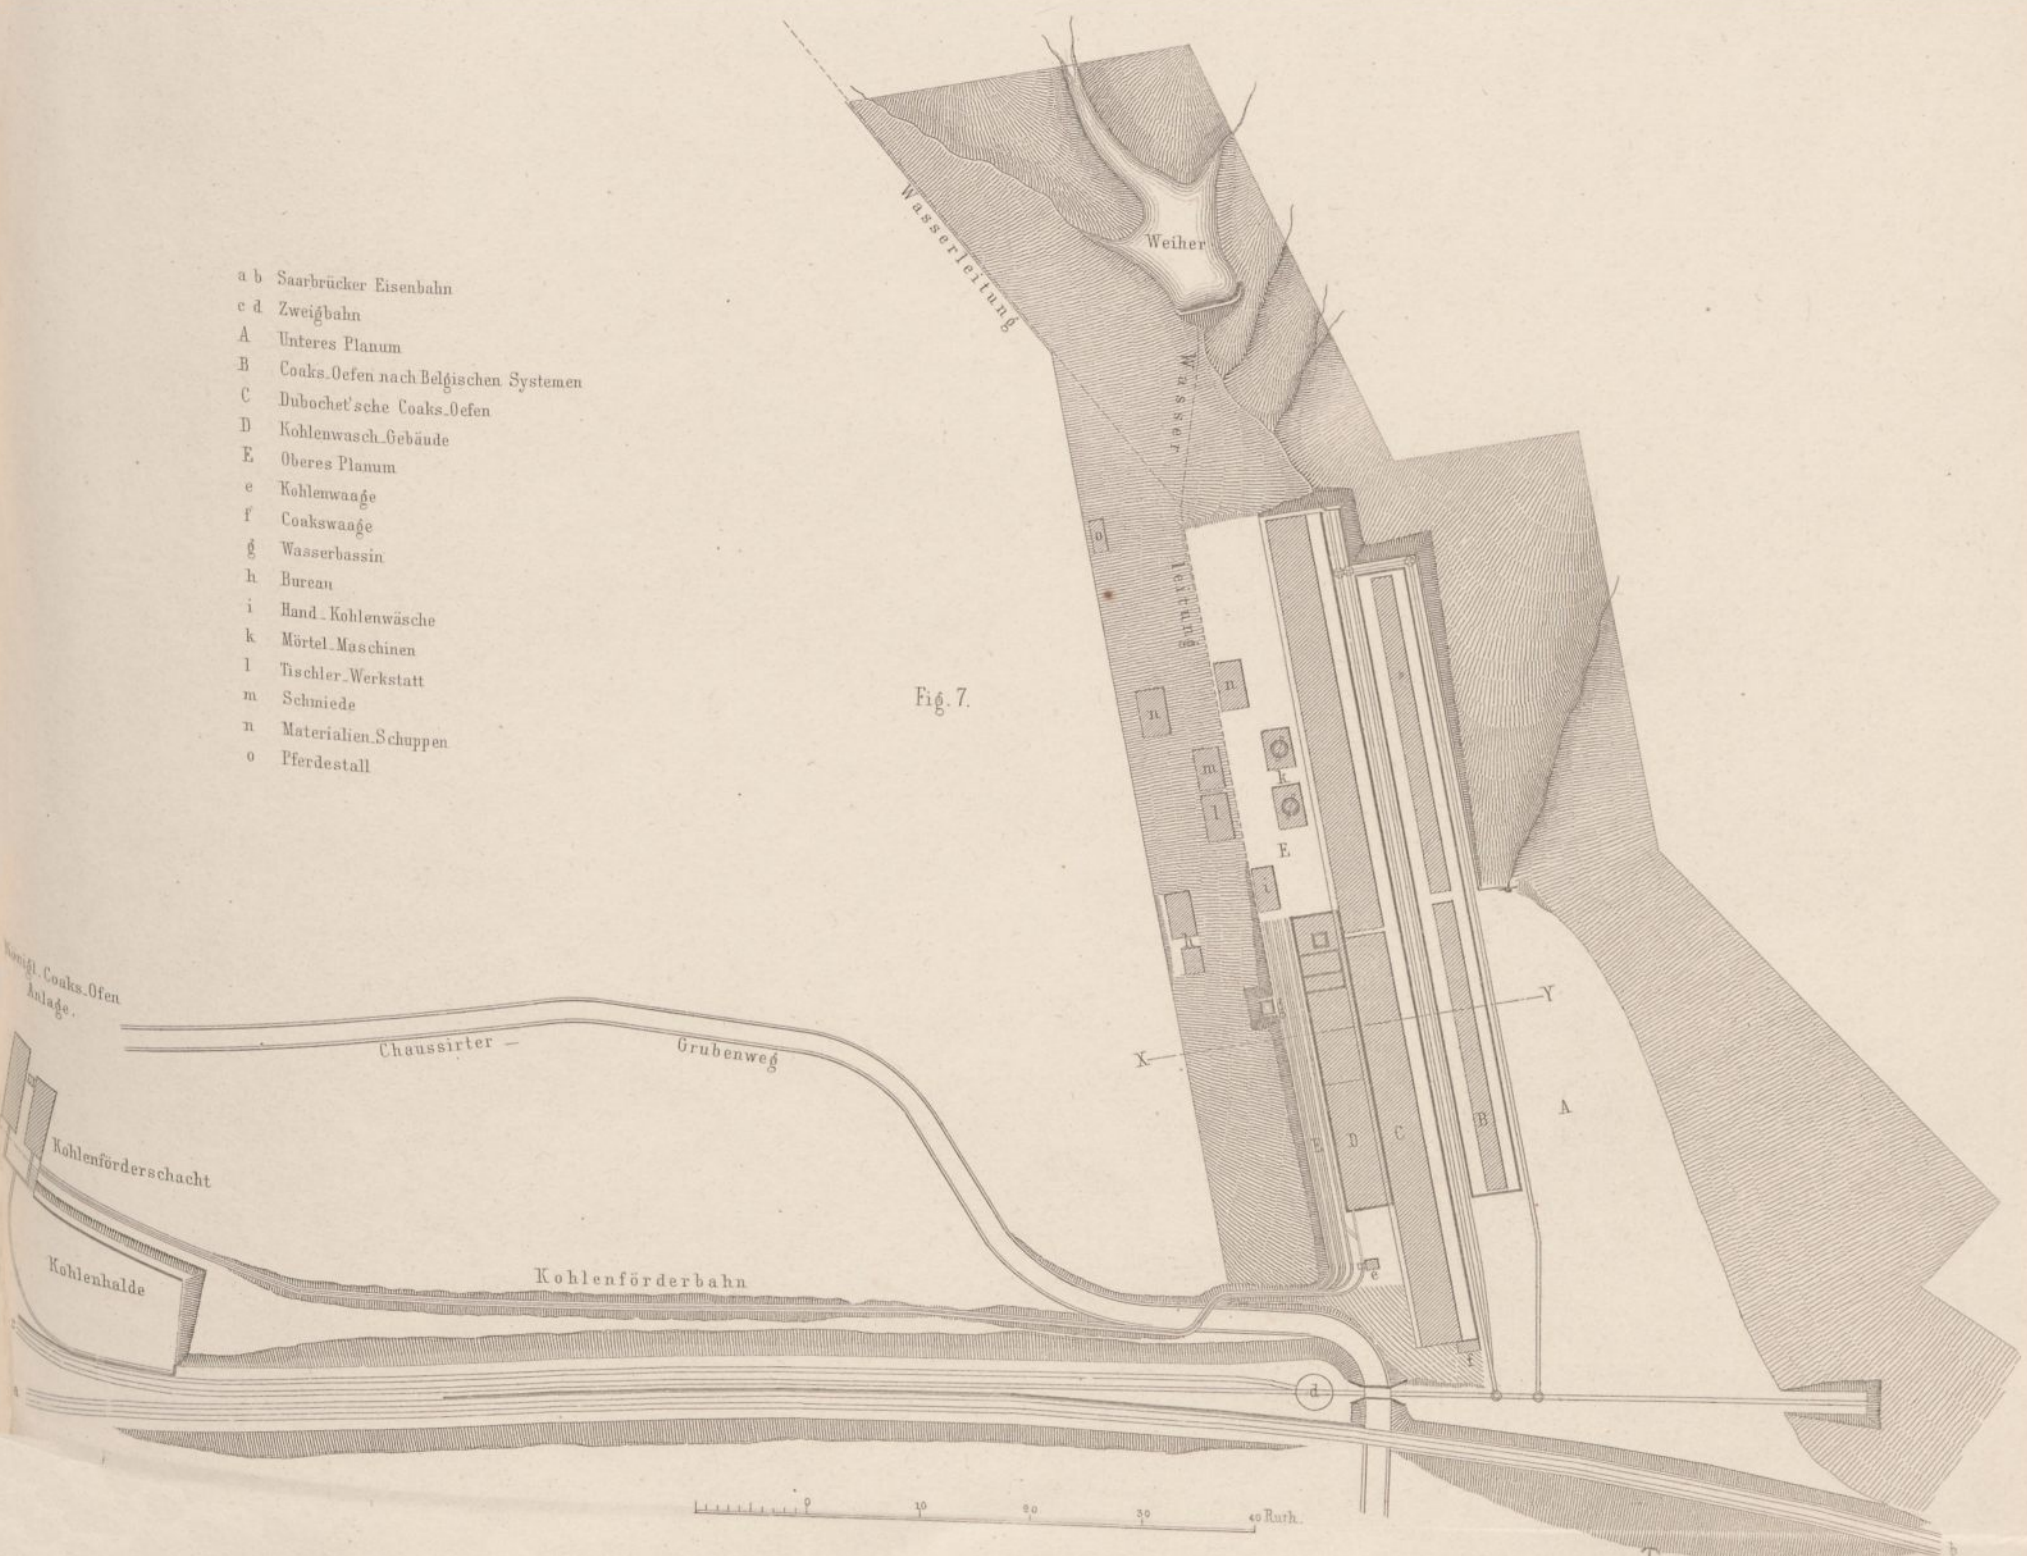 a b Saarbrücker Eisenbahn
c d Zweigbahn
A Unteres Planum
B Coaks-Oefen nach Belgischen Systemen
C Dubochet'sche Coaks-Oefen
D Kohlenwasch-Gebäude
E Oberes Planum
e Kohlenwaage
f Coakswaage
g Wasserbassin
h Bureau
i Hand-Kohlenwäsche
k Mörtel-Maschinen
l Tischler-Werkstatt
m Schmiede
n Materialien-Schuppen
o Pferdestall
Fig. 7.
Wasserleitung
Weiher
Wasser
leitung
o
n
n
m
k
l
E
i
h
X
Y
E
D
C
B
A
e
f
d
Königl. Coaks-Ofen
Anlage.
Chaussirter —
Grubenweg
Kohlenförderschacht
Kohlenhalde
Kohlenförderbahn
a
0 10 20 30 40 Ruth.
b